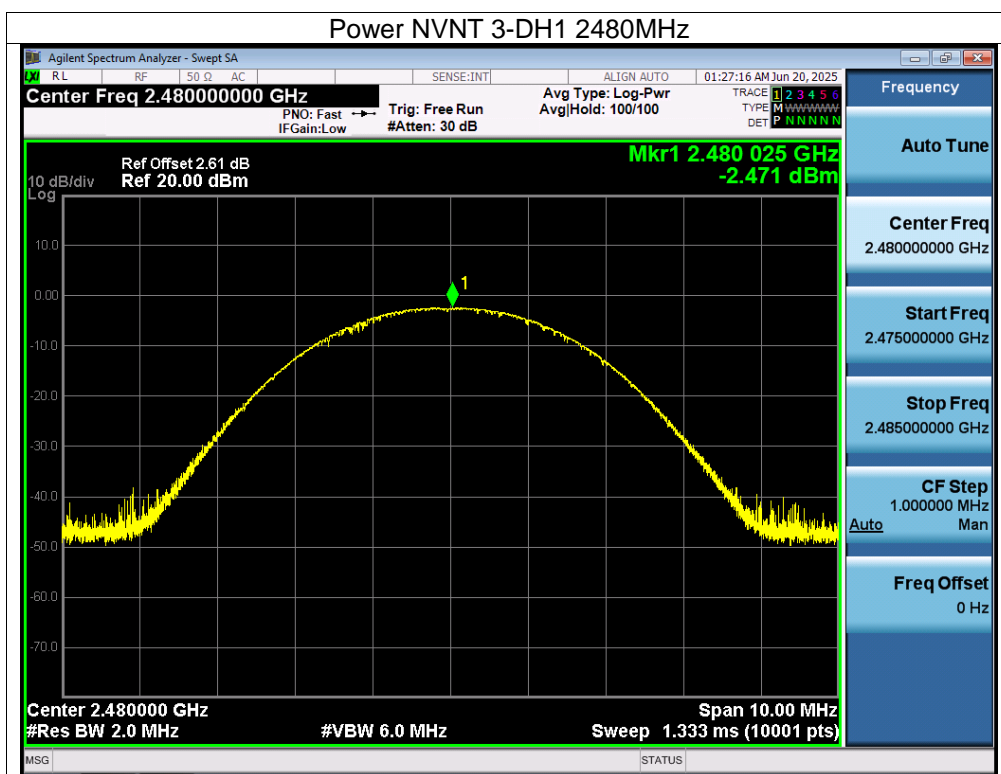 Power NVNT 3-DH1 2480MHz
Agilent Spectrum Analyzer - Swept SA
LXI RL RF 50 Ω AC SENSE:INT ALIGN AUTO 01:27:16 AM Jun 20, 2025
Center Freq 2.480000000 GHz
PNO: Fast
IFGain:Low
Trig: Free Run
#Atten: 30 dB
Avg Type: Log-Pwr
Avg|Hold: 100/100
TRACE 1 2 3 4 5 6
TYPE M WWWWW
DET P N N N N N
Mkr1 2.480 025 GHz
-2.471 dBm
Ref Offset 2.61 dB
10 dB/div Ref 20.00 dBm
Log
10.0
0.00
-10.0
-20.0
-30.0
-40.0
-50.0
-60.0
-70.0
1
Center 2.480000 GHz Span 10.00 MHz
#Res BW 2.0 MHz #VBW 6.0 MHz Sweep 1.333 ms (10001 pts)
MSG STATUS
Frequency
Auto Tune
Center Freq
2.480000000 GHz
Start Freq
2.475000000 GHz
Stop Freq
2.485000000 GHz
CF Step
1.000000 MHz
Auto Man
Freq Offset
0 Hz